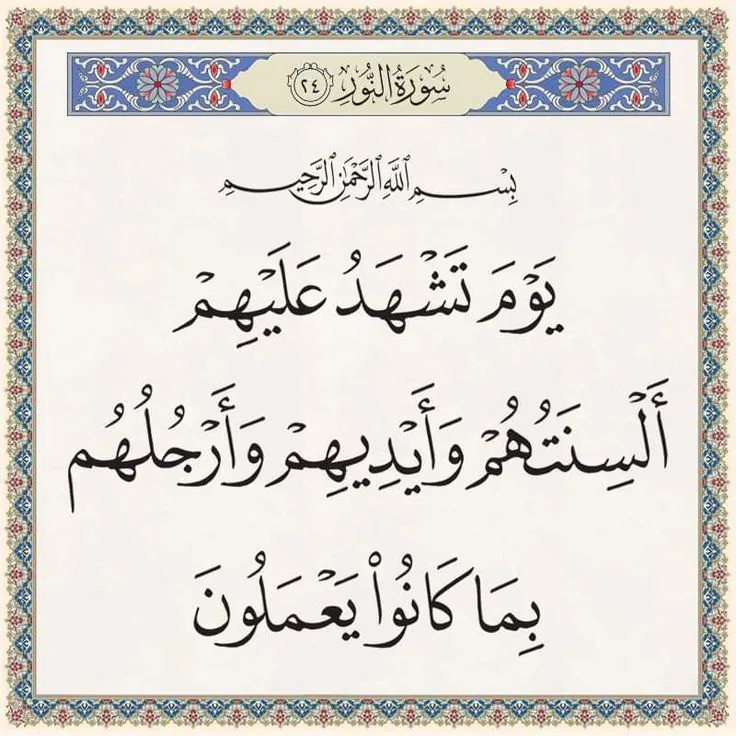 سُورَةُ النُّورِ ٢٤
بِسْمِ ٱللَّهِ ٱلرَّحْمَٰنِ ٱلرَّحِيمِ
يَوْمَ تَشْهَدُ عَلَيْهِمْ
أَلْسِنَتُهُمْ وَأَيْدِيهِمْ وَأَرْجُلُهُم
بِمَا كَانُوا۟ يَعْمَلُونَ